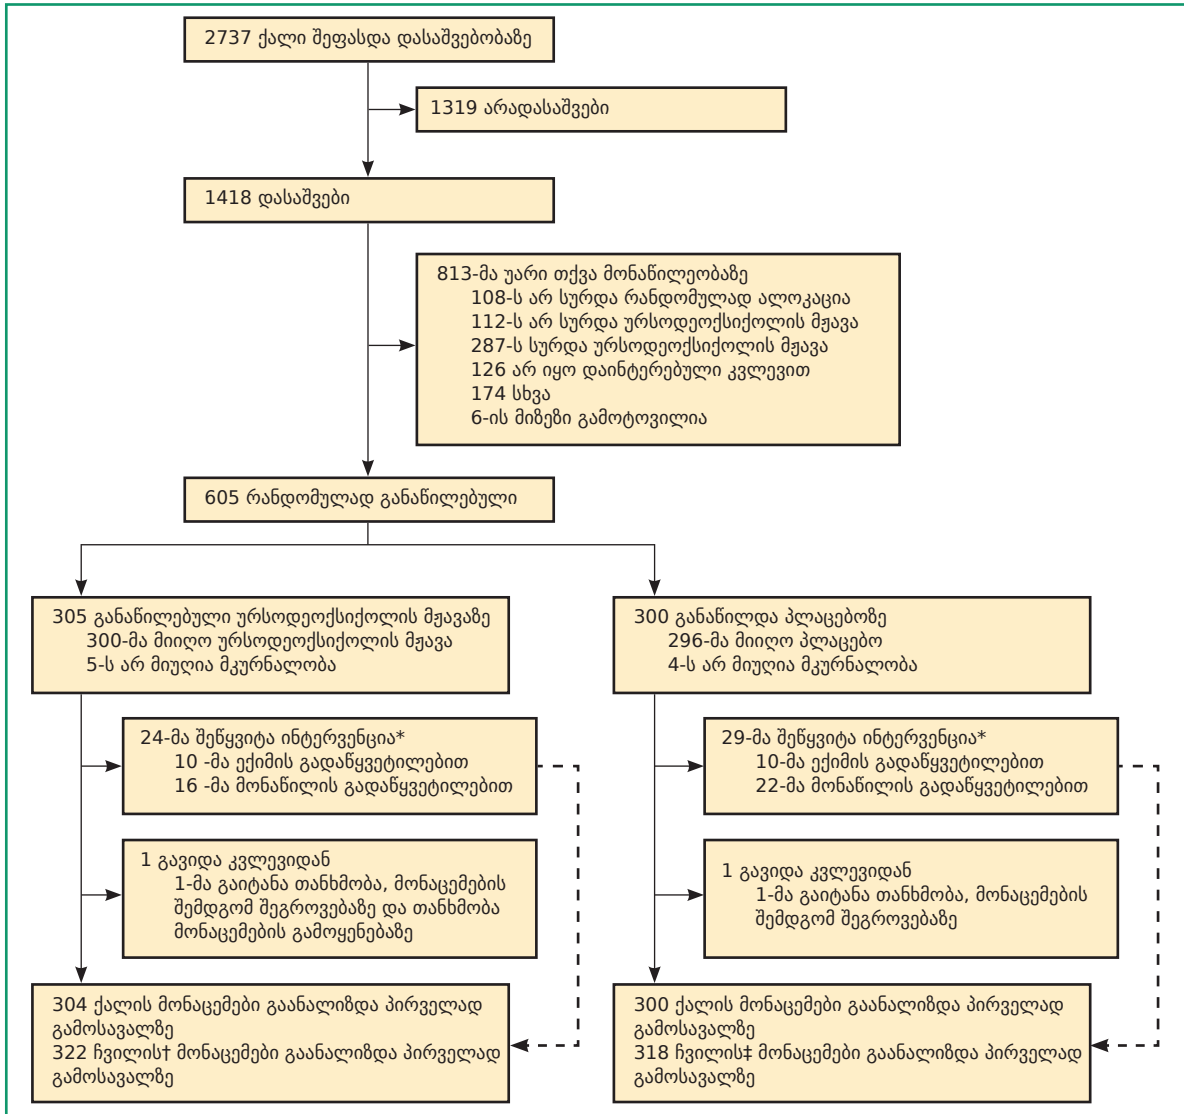 2737 ქალი შეფასდა დასაშვებობაზე
1319 არადასაშვები
1418 დასაშვები
813-მა უარი თქვა მონაწილეობაზე
108-ს არ სურდა რანდომულად ალოკაცია
112-ს არ სურდა ურსოდეოქსიქოლის მჟავა
287-ს სურდა ურსოდეოქსიქოლის მჟავა
126 არ იყო დაინტერებული კვლევით
174 სხვა
6-ის მიზეზი გამოტოვილია
605 რანდომულად განაწილებული
305 განაწილებული ურსოდეოქსიქოლის მჟავაზე
300-მა მიიღო ურსოდეოქსიქოლის მჟავა
5-ს არ მიუღია მკურნალობა
300 განაწილდა პლაცებოზე
296-მა მიიღო პლაცებო
4-ს არ მიუღია მკურნალობა
24-მა შეწყვიტა ინტერვენცია*
10 -მა ექიმის გადაწყვეტილებით
16 -მა მონაწილის გადაწყვეტილებით
29-მა შეწყვიტა ინტერვენცია*
10-მა ექიმის გადაწყვეტილებით
22-მა მონაწილის გადაწყვეტილებით
1 გავიდა კვლევიდან
1-მა გაიტანა თანხმობა, მონაცემების
შემდგომ შეგროვებაზე და თანხმობა
მონაცემების გამოყენებაზე
1 გავიდა კვლევიდან
1-მა გაიტანა თანხმობა, მონაცემების
შემდგომ შეგროვებაზე
304 ქალის მონაცემები გაანალიზდა პირველად
გამოსავალზე
322 ჩვილის† მონაცემები გაანალიზდა პირველად
გამოსავალზე
300 ქალის მონაცემები გაანალიზდა პირველად
გამოსავალზე
318 ჩვილის‡ მონაცემები გაანალიზდა პირველად
გამოსავალზე